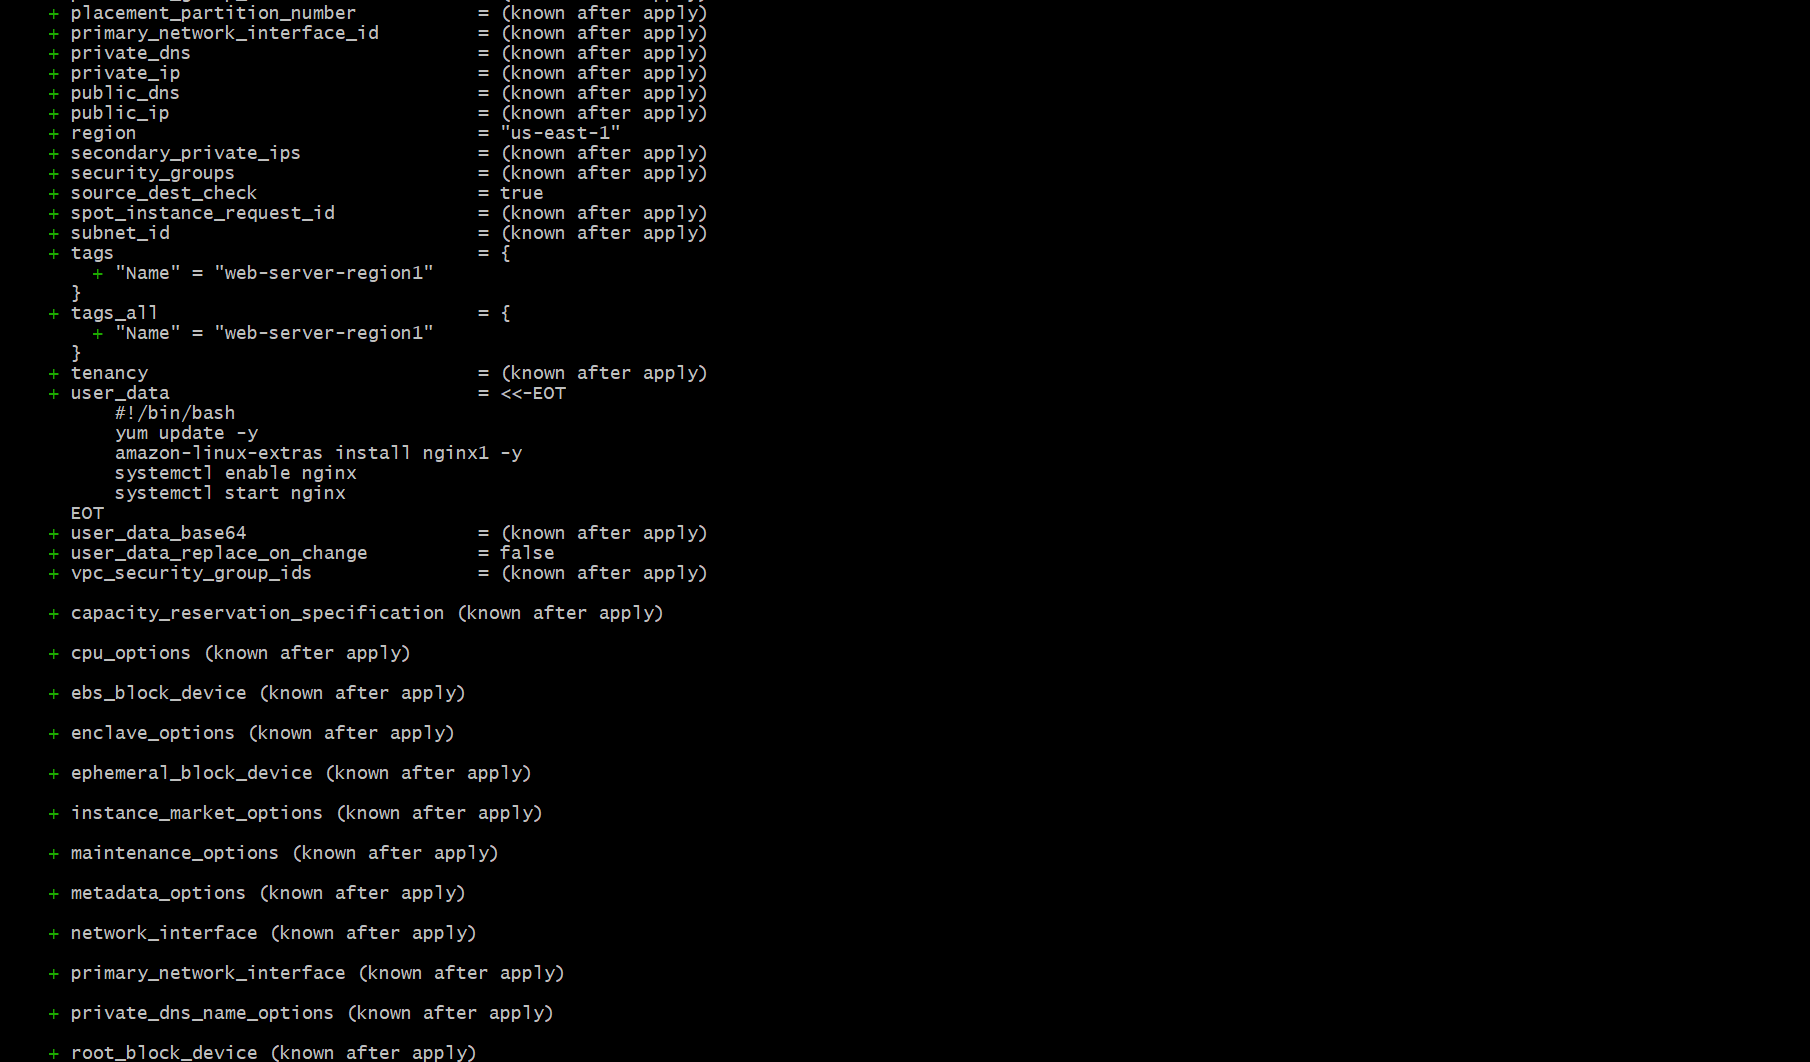 + placement_partition_number = (known after apply)
+ primary_network_interface_id = (known after apply)
+ private_dns = (known after apply)
+ private_ip = (known after apply)
+ public_dns = (known after apply)
+ public_ip = (known after apply)
+ region = "us-east-1"
+ secondary_private_ips = (known after apply)
+ security_groups = (known after apply)
+ source_dest_check = true
+ spot_instance_request_id = (known after apply)
+ subnet_id = (known after apply)
+ tags = {
+ "Name" = "web-server-region1"
}
+ tags_all = {
+ "Name" = "web-server-region1"
}
+ tenancy = (known after apply)
+ user_data = <<-EOT
#!/bin/bash
yum update -y
amazon-linux-extras install nginx1 -y
systemctl enable nginx
systemctl start nginx
EOT
+ user_data_base64 = (known after apply)
+ user_data_replace_on_change = false
+ vpc_security_group_ids = (known after apply)
+ capacity_reservation_specification (known after apply)
+ cpu_options (known after apply)
+ ebs_block_device (known after apply)
+ enclave_options (known after apply)
+ ephemeral_block_device (known after apply)
+ instance_market_options (known after apply)
+ maintenance_options (known after apply)
+ metadata_options (known after apply)
+ network_interface (known after apply)
+ primary_network_interface (known after apply)
+ private_dns_name_options (known after apply)
+ root_block_device (known after apply)